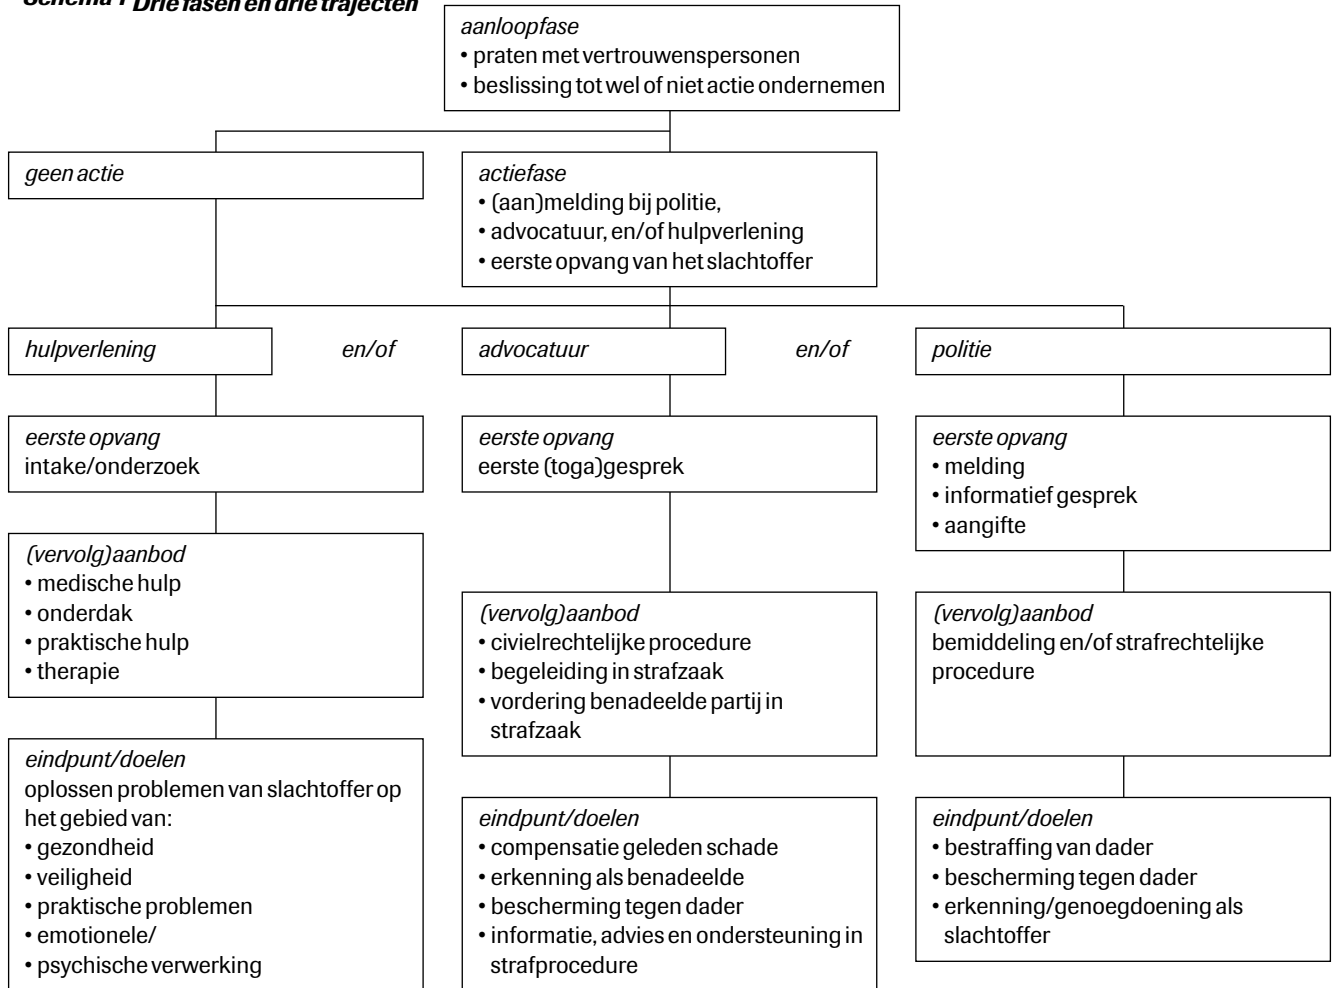 Schema 1 Drie fasen en drie trajecten
aanloopfase
• praten met vertrouwenspersonen
• beslissing tot wel of niet actie ondernemen
geen actie
actiefase
• (aan)melding bij politie,
• advocatuur, en/of hulpverlening
• eerste opvang van het slachtoffer
hulpverlening
en/of
advocatuur
en/of
politie
eerste opvang
intake/onderzoek
eerste opvang
eerste (toga)gesprek
eerste opvang
• melding
• informatief gesprek
• aangifte
(vervolg)aanbod
• medische hulp
• onderdak
• praktische hulp
• therapie
(vervolg)aanbod
• civielrechtelijke procedure
• begeleiding in strafzaak
• vordering benadeelde partij in
strafzaak
(vervolg)aanbod
bemiddeling en/of strafrechtelijke
procedure
eindpunt/doelen
oplossen problemen van slachtoffer op
het gebied van:
• gezondheid
• veiligheid
• praktische problemen
• emotionele/
• psychische verwerking
eindpunt/doelen
• compensatie geleden schade
• erkenning als benadeelde
• bescherming tegen dader
• informatie, advies en ondersteuning in
strafprocedure
eindpunt/doelen
• bestraffing van dader
• bescherming tegen dader
• erkenning/genoegdoening als
slachtoffer